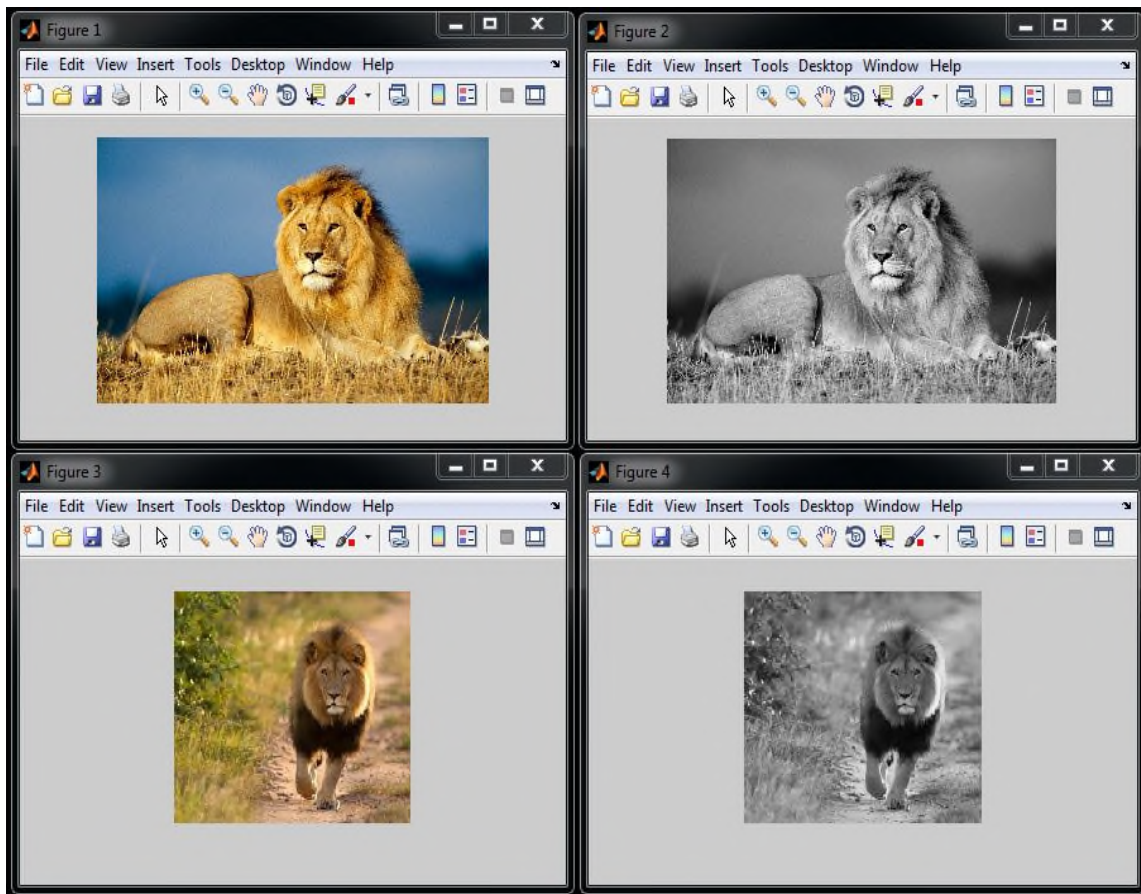 Figure 1
File Edit View Insert Tools Desktop Window Help
Figure 2
File Edit View Insert Tools Desktop Window Help
Figure 3
File Edit View Insert Tools Desktop Window Help
Figure 4
File Edit View Insert Tools Desktop Window Help